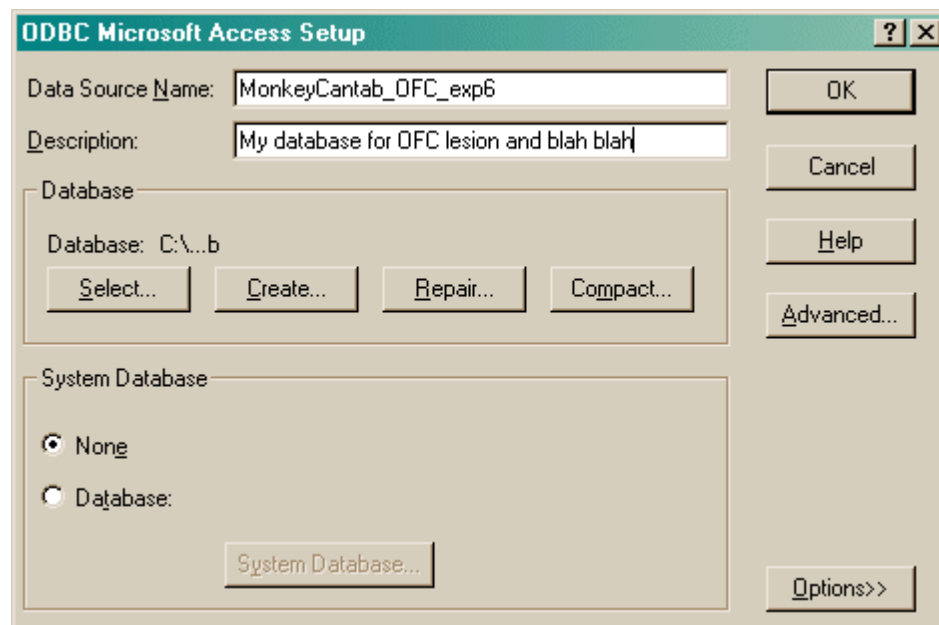 ODBC Microsoft Access Setup
Data Source Name: MonkeyCantab_OFC_exp6
OK
Description: My database for OFC lesion and blah blah
Cancel
Database
Database: C:\...b
Help
Select... Create... Repair... Compact...
Advanced...
System Database
None
Database:
System Database...
Options>>